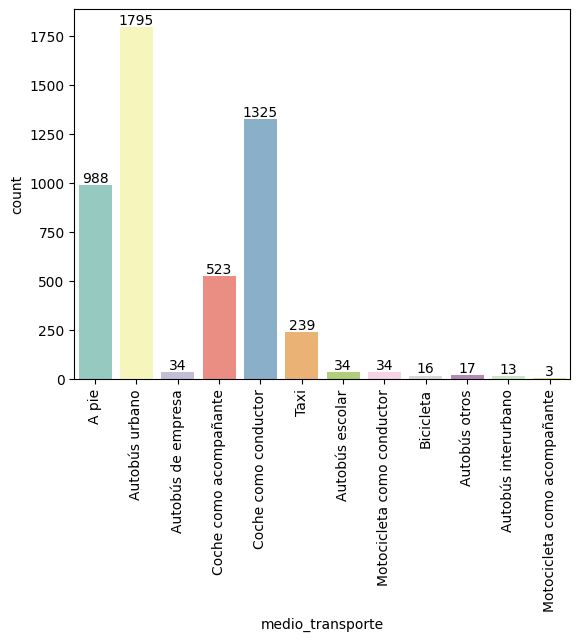 count
1750
1500
1250
1000
750
500
250
0
988
1795
34
523
1325
239
34
34
16
17
13
3
A pie
Autobús urbano
Autobús de empresa
Coche como acompañante
Coche como conductor
Taxi
Autobús escolar
Motocicleta como conductor
Bicicleta
Autobús otros
Autobús interurbano
Motocicleta como acompañante
medio_transporte